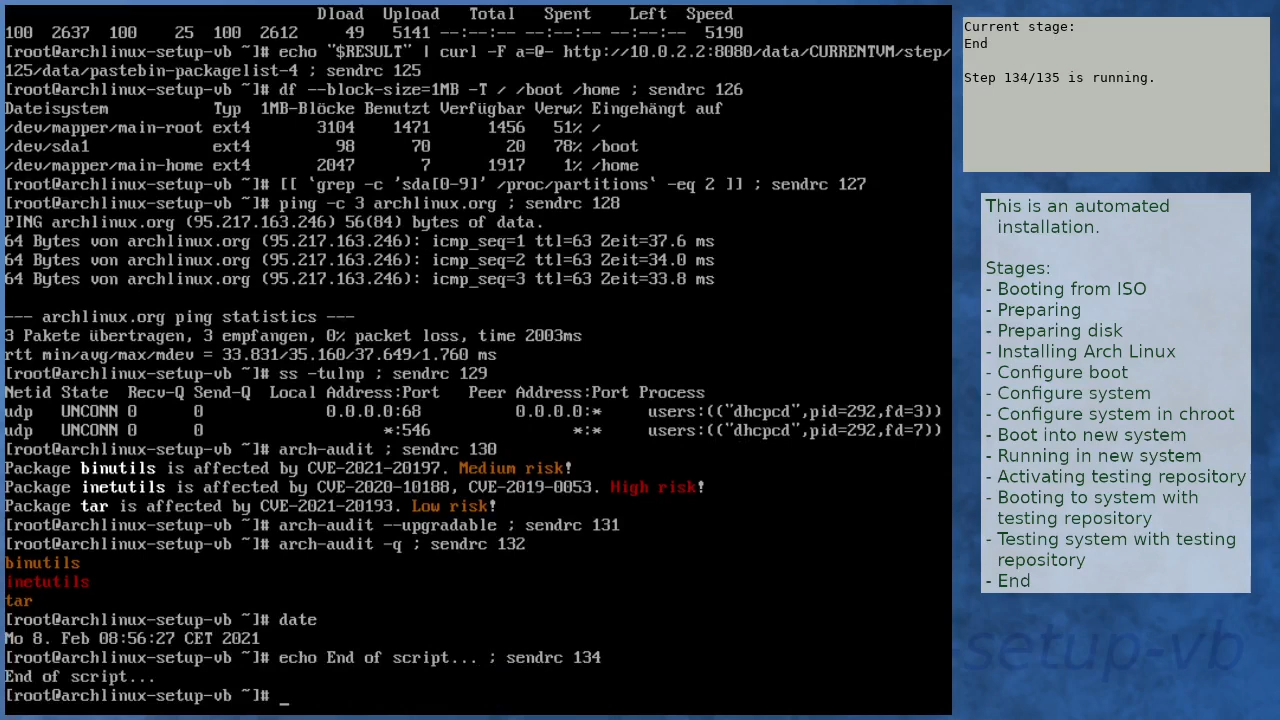 Dload  Upload   Total   Spent    Left  Speed
100  2637  100    25  100  2612     49   5141 --:--:-- --:--:-- --:--:--  5190
[root@archlinux-setup-vb ~]# echo "$RESULT" | curl -F a=@- http://10.0.2.2:8080/data/CURRENTVM/step/
125/data/pastebin-packagelist-4 ; sendrc 125
[root@archlinux-setup-vb ~]# df --block-size=1MB -T / /boot /home ; sendrc 126
Dateisystem           Typ  1MB-Blöcke Benutzt Verfügbar Verw% Eingehängt auf
/dev/mapper/main-root ext4       3104    1471      1456   51% /
/dev/sda1             ext4         98      70        20   78% /boot
/dev/mapper/main-home ext4       2047       7      1917    1% /home
[root@archlinux-setup-vb ~]# [[ `grep -c 'sda[0-9]' /proc/partitions` -eq 2 ]] ; sendrc 127
[root@archlinux-setup-vb ~]# ping -c 3 archlinux.org ; sendrc 128
PING archlinux.org (95.217.163.246) 56(84) bytes of data.
64 Bytes von archlinux.org (95.217.163.246): icmp_seq=1 ttl=63 Zeit=37.6 ms
64 Bytes von archlinux.org (95.217.163.246): icmp_seq=2 ttl=63 Zeit=34.0 ms
64 Bytes von archlinux.org (95.217.163.246): icmp_seq=3 ttl=63 Zeit=33.8 ms
--- archlinux.org ping statistics ---
3 Pakete übertragen, 3 empfangen, 0% packet loss, time 2003ms
rtt min/avg/max/mdev = 33.831/35.160/37.649/1.760 ms
[root@archlinux-setup-vb ~]# ss -tulnp ; sendrc 129
Netid State  Recv-Q Send-Q  Local Address:Port   Peer Address:Port Process
udp   UNCONN 0      0             0.0.0.0:68          0.0.0.0:*     users:(("dhcpcd",pid=292,fd=3))
udp   UNCONN 0      0                   *:546               *:*     users:(("dhcpcd",pid=292,fd=7))
[root@archlinux-setup-vb ~]# arch-audit ; sendrc 130
Package binutils is affected by CVE-2021-20197. Medium risk!
Package inetutils is affected by CVE-2020-10188, CVE-2019-0053. High risk!
Package tar is affected by CVE-2021-20193. Low risk!
[root@archlinux-setup-vb ~]# arch-audit --upgradable ; sendrc 131
[root@archlinux-setup-vb ~]# arch-audit -q ; sendrc 132
binutils
inetutils
tar
[root@archlinux-setup-vb ~]# date
Mo 8. Feb 08:56:27 CET 2021
[root@archlinux-setup-vb ~]# echo End of script... ; sendrc 134
End of script...
[root@archlinux-setup-vb ~]# _
Current stage:
End
Step 134/135 is running.
This is an automated
installation.
Stages:
- Booting from ISO
- Preparing
- Preparing disk
- Installing Arch Linux
- Configure boot
- Configure system
- Configure system in chroot
- Boot into new system
- Running in new system
- Activating testing repository
- Booting to system with
testing repository
- Testing system with testing
repository
- End
setup-vb